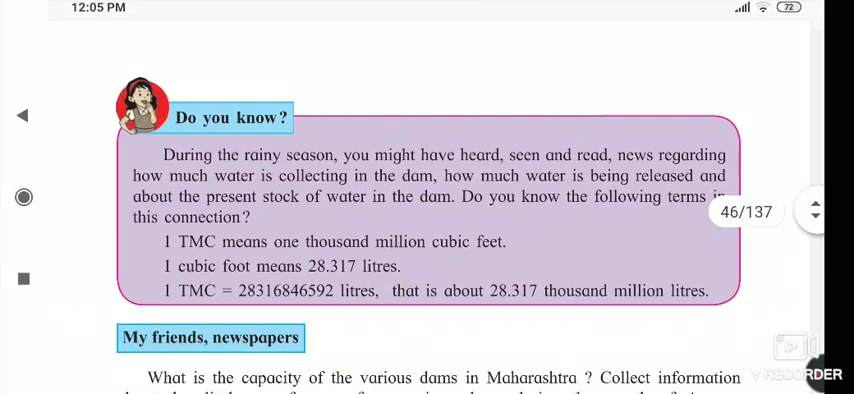 12:05 PM
72
Do you know?
During the rainy season, you might have heard, seen and read, news regarding
how much water is collecting in the dam, how much water is being released and
about the present stock of water in the dam. Do you know the following terms in
this connection?
46/137
1 TMC means one thousand million cubic feet.
1 cubic foot means 28.317 litres.
1 TMC = 28316846592 litres, that is about 28.317 thousand million litres.
My friends, newspapers
What is the capacity of the various dams in Maharashtra ? Collect information
V RECORDER